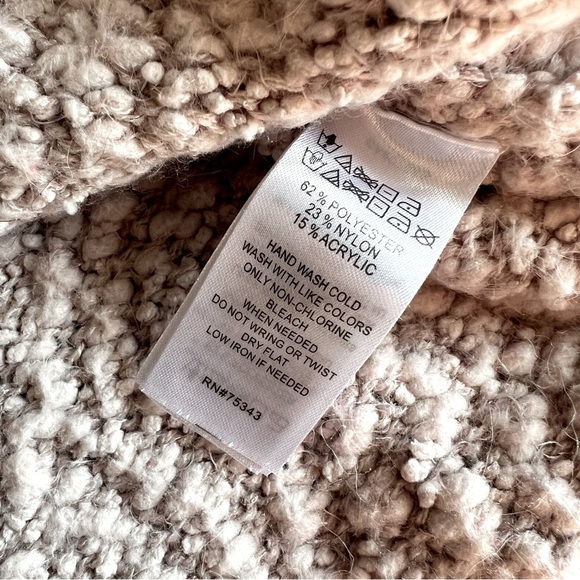 62% POLYESTER
23% NYLON
15% ACRYLIC
HAND WASH COLD
WASH WITH LIKE COLORS
ONLY NON-CHLORINE
BLEACH
WHEN NEEDED
DO NOT WRING OR TWIST
DRY FLAT
LOW IRON IF NEEDED
RN#75343